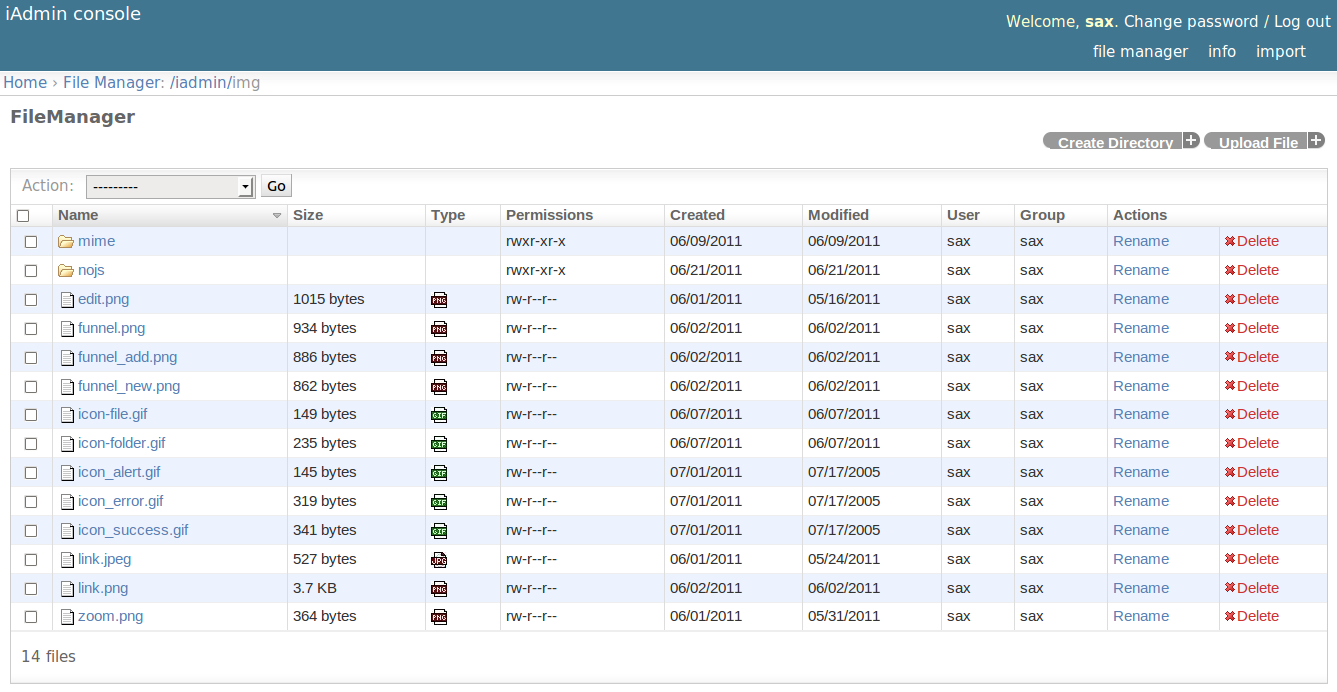 iAdmin console
Welcome, sax. Change password / Log out
file manager info import
Home › File Manager: /iadmin/img
FileManager
Create Directory + Upload File +
Action: --------- Go
Name Size Type Permissions Created Modified User Group Actions
mime rwxr-xr-x 06/09/2011 06/09/2011 sax sax Rename Delete
nojs rwxr-xr-x 06/21/2011 06/21/2011 sax sax Rename Delete
edit.png 1015 bytes PNG rw-r--r-- 06/01/2011 05/16/2011 sax sax Rename Delete
funnel.png 934 bytes PNG rw-r--r-- 06/02/2011 06/02/2011 sax sax Rename Delete
funnel_add.png 886 bytes PNG rw-r--r-- 06/02/2011 06/02/2011 sax sax Rename Delete
funnel_new.png 862 bytes PNG rw-r--r-- 06/02/2011 06/02/2011 sax sax Rename Delete
icon-file.gif 149 bytes GIF rw-r--r-- 06/07/2011 06/07/2011 sax sax Rename Delete
icon-folder.gif 235 bytes GIF rw-r--r-- 06/07/2011 06/07/2011 sax sax Rename Delete
icon_alert.gif 145 bytes GIF rw-r--r-- 07/01/2011 07/17/2005 sax sax Rename Delete
icon_error.gif 319 bytes GIF rw-r--r-- 07/01/2011 07/17/2005 sax sax Rename Delete
icon_success.gif 341 bytes GIF rw-r--r-- 07/01/2011 07/17/2005 sax sax Rename Delete
link.jpeg 527 bytes JPG rw-r--r-- 06/01/2011 05/24/2011 sax sax Rename Delete
link.png 3.7 KB PNG rw-r--r-- 06/02/2011 06/02/2011 sax sax Rename Delete
zoom.png 364 bytes PNG rw-r--r-- 06/01/2011 05/31/2011 sax sax Rename Delete
14 files